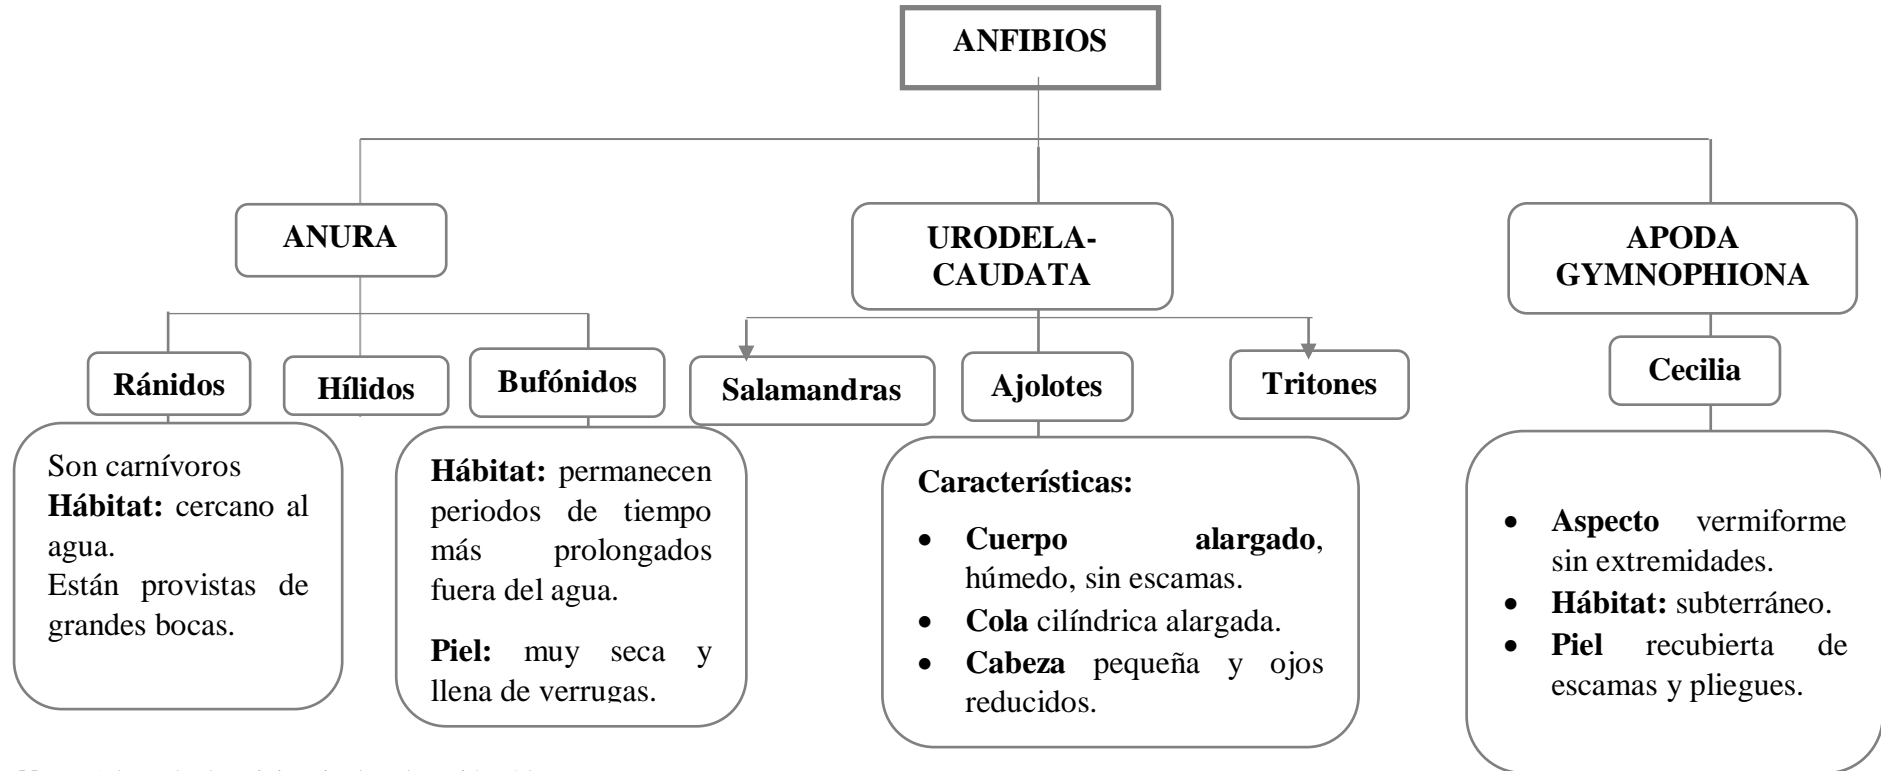 ANFIBIOS
ANURA
URODELA-
CAUDATA
APODA
GYMNOPHIONA
Ránidos
Hílidos
Bufónidos
Salamandras
Ajolotes
Tritones
Cecilia
Son carnívoros
Hábitat: cercano al
agua.
Están provistas de
grandes bocas.
Hábitat: permanecen
periodos de tiempo
más prolongados
fuera del agua.
Piel: muy seca y
llena de verrugas.
Características:
• Cuerpo alargado,
húmedo, sin escamas.
• Cola cilíndrica alargada.
• Cabeza pequeña y ojos
reducidos.
• Aspecto vermiforme
sin extremidades.
• Hábitat: subterráneo.
• Piel recubierta de
escamas y pliegues.